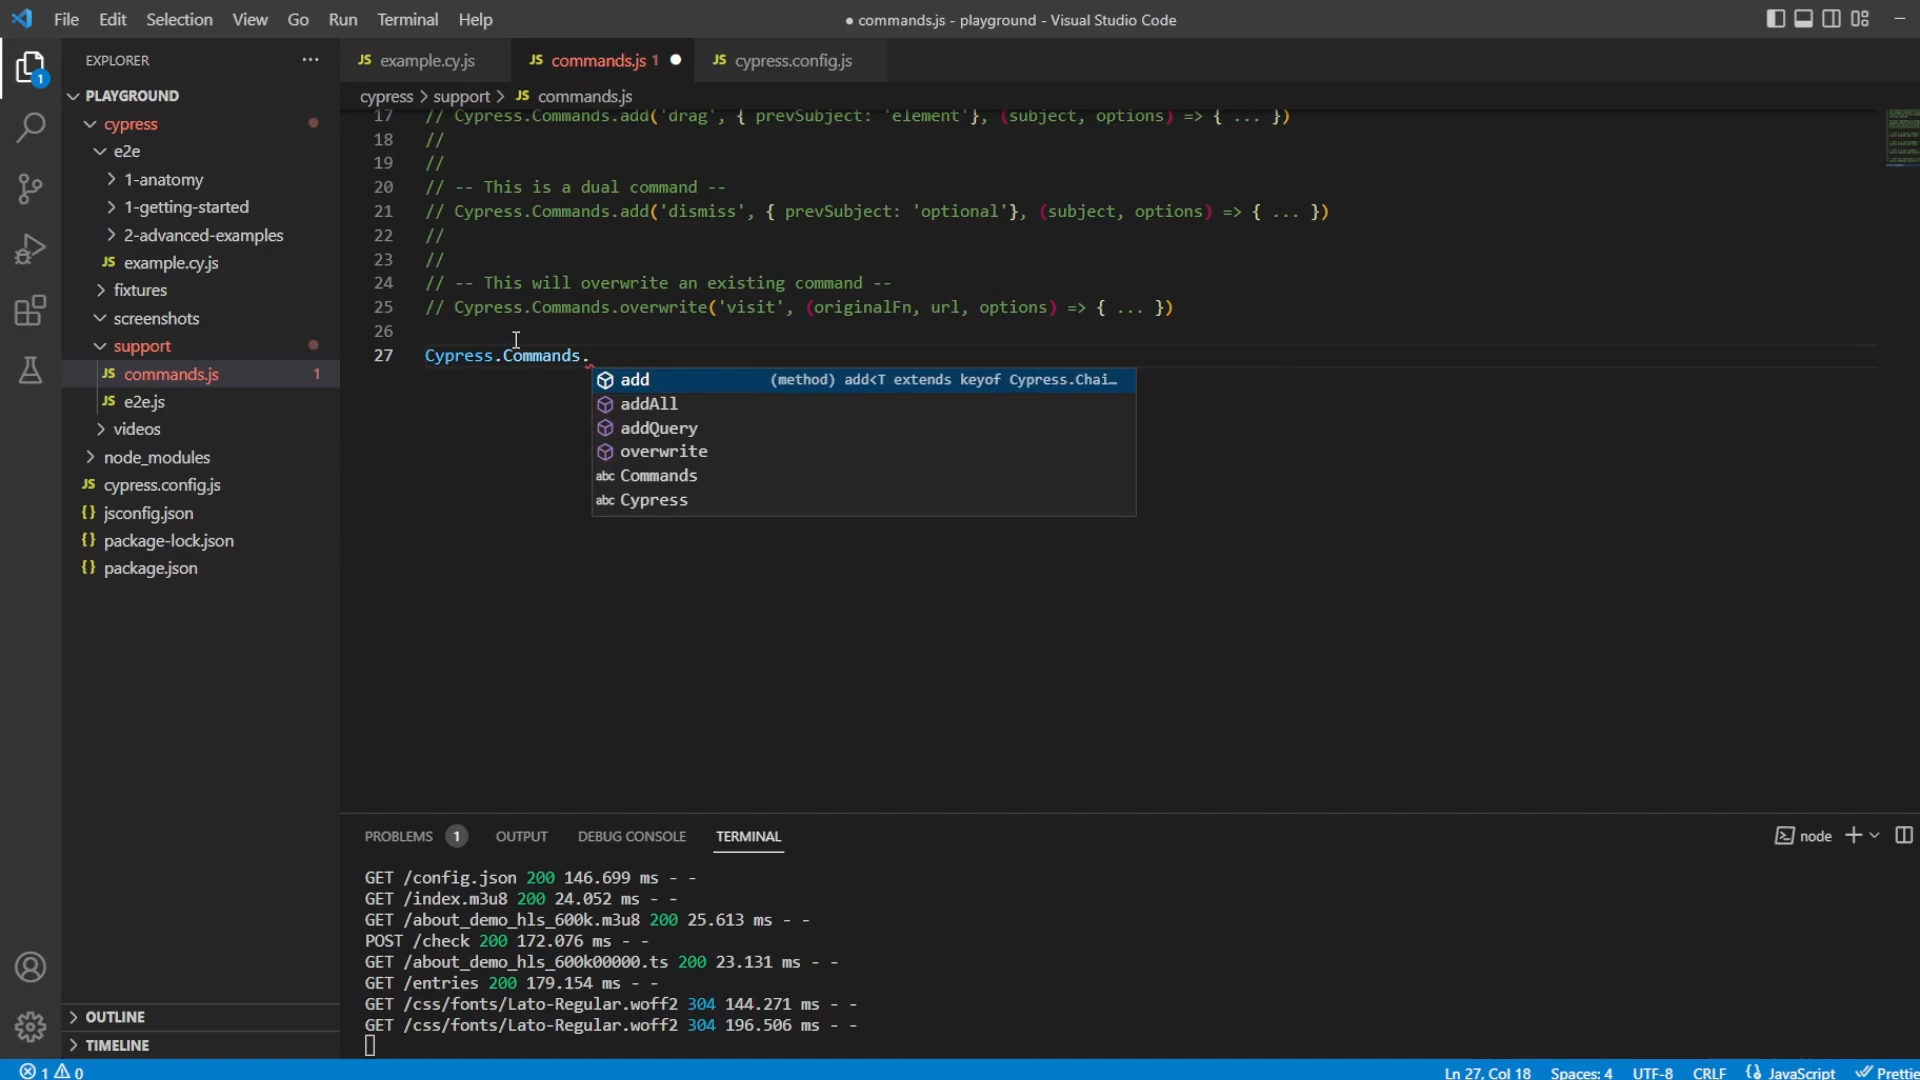 File Edit Selection View Go Run Terminal Help
● commands.js - playground - Visual Studio Code
EXPLORER ...
PLAYGROUND
cypress
e2e
1-anatomy
1-getting-started
2-advanced-examples
JS example.cy.js
fixtures
screenshots
support
JS commands.js 1
JS e2e.js
videos
node_modules
JS cypress.config.js
{} jsconfig.json
{} package-lock.json
{} package.json
OUTLINE
TIMELINE
1
JS example.cy.js JS commands.js 1 JS cypress.config.js
cypress > support > JS commands.js
17 // Cypress.Commands.add('drag', { prevSubject: 'element'}, (subject, options) => { ... })
18 //
19 //
20 // -- This is a dual command --
21 // Cypress.Commands.add('dismiss', { prevSubject: 'optional'}, (subject, options) => { ... })
22 //
23 //
24 // -- This will overwrite an existing command --
25 // Cypress.Commands.overwrite('visit', (originalFn, url, options) => { ... })
26
27 Cypress.Commands.
add (method) add<T extends keyof Cypress.Chai…
addAll
addQuery
overwrite
abc Commands
abc Cypress
PROBLEMS 1 OUTPUT DEBUG CONSOLE TERMINAL
node
GET /config.json 200 146.699 ms - -
GET /index.m3u8 200 24.052 ms - -
GET /about_demo_hls_600k.m3u8 200 25.613 ms - -
POST /check 200 172.076 ms - -
GET /about_demo_hls_600k00000.ts 200 23.131 ms - -
GET /entries 200 179.154 ms - -
GET /css/fonts/Lato-Regular.woff2 304 144.271 ms - -
GET /css/fonts/Lato-Regular.woff2 304 196.506 ms - -
1 0
Ln 27, Col 18 Spaces: 4 UTF-8 CRLF {} JavaScript Prettie